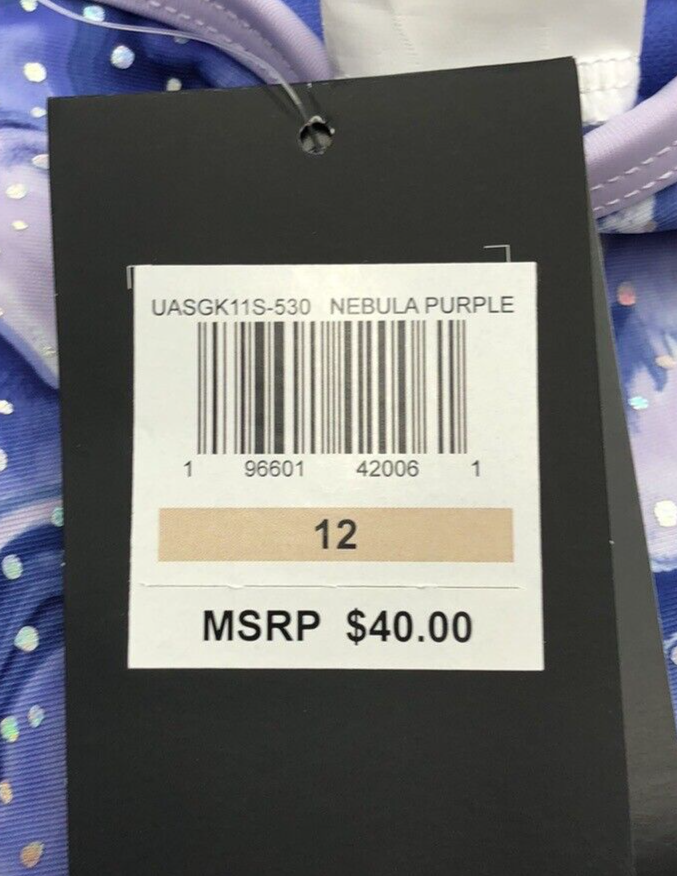 UASGK11S-530 NEBULA PURPLE
1 96601 42006 1
12
MSRP $40.00